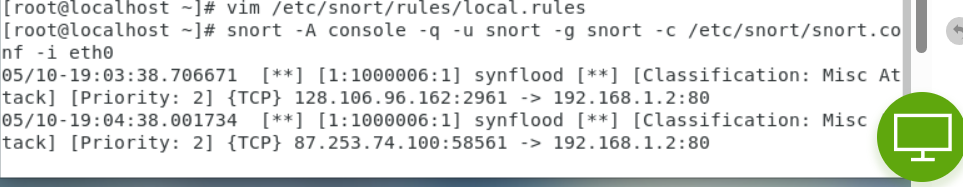 [root@localhost ~]# vim /etc/snort/rules/local.rules
[root@localhost ~]# snort -A console -q -u snort -g snort -c /etc/snort/snort.co
nf -i eth0
05/10-19:03:38.706671  [**] [1:1000006:1] synflood [**] [Classification: Misc At
tack] [Priority: 2] {TCP} 128.106.96.162:2961 -> 192.168.1.2:80
05/10-19:04:38.001734  [**] [1:1000006:1] synflood [**] [Classification: Misc
tack] [Priority: 2] {TCP} 87.253.74.100:58561 -> 192.168.1.2:80